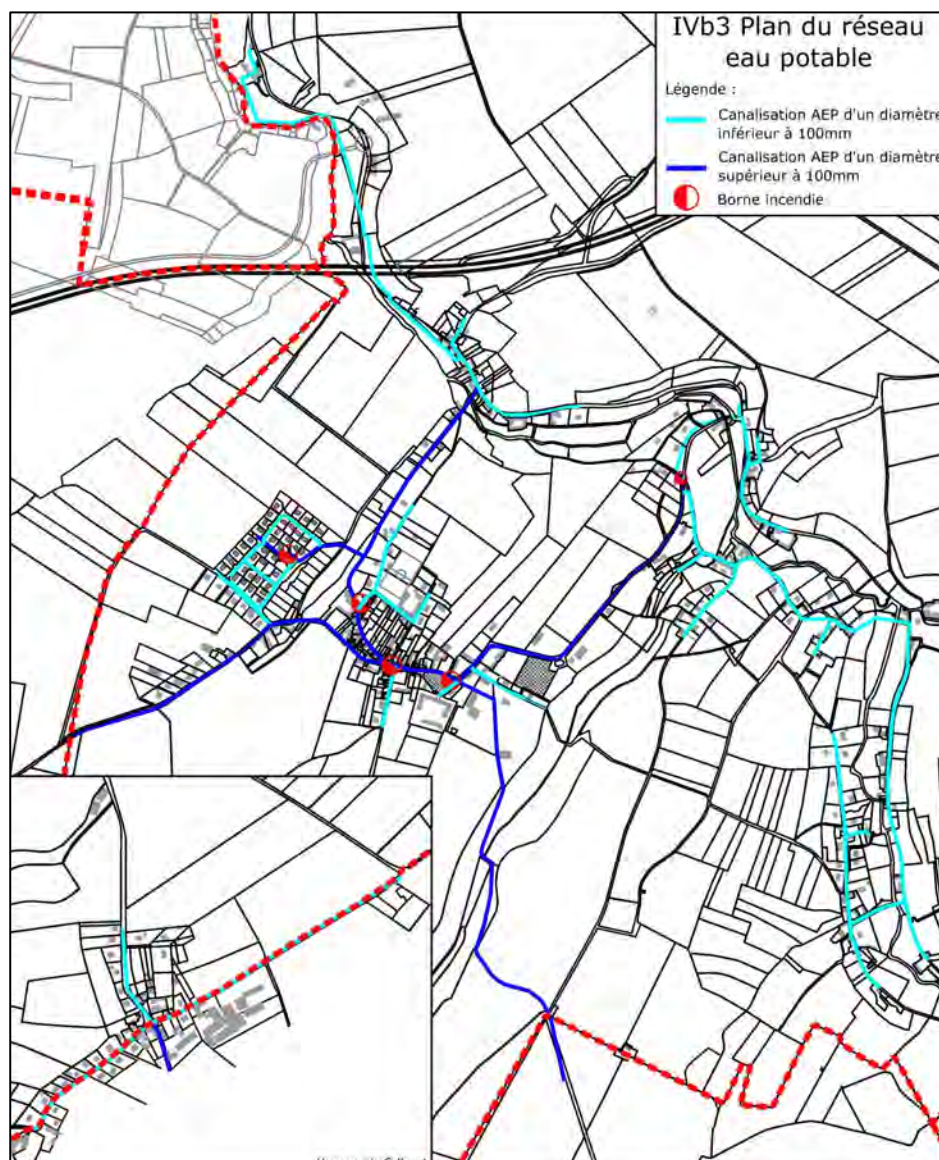 IVb3 Plan du réseau
eau potable
Légende :
Canalisation AEP d'un diamètre
inférieur à 100mm
Canalisation AEP d'un diamètre
supérieur à 100mm
Borne incendie